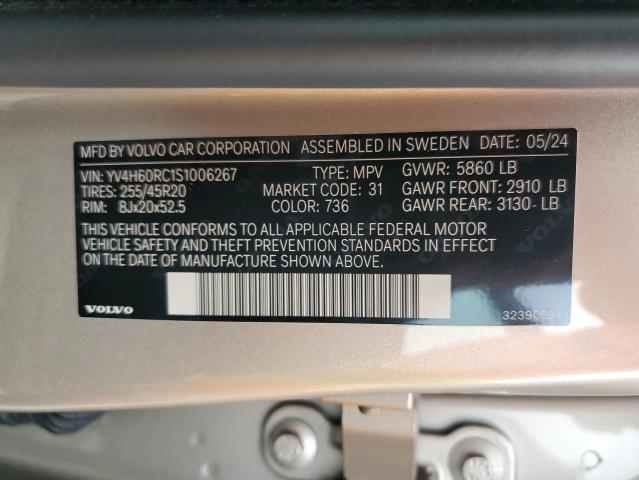 MFD BY VOLVO CAR CORPORATION ASSEMBLED IN SWEDEN DATE: 05/24
VIN: YV4H60RC1S1006267 TYPE: MPV GVWR: 5860 LB
TIRES: 255/45R20 MARKET CODE: 31 GAWR FRONT: 2910 LB
RIM: 8Jx20x52.5 COLOR: 736 GAWR REAR: 3130 LB
THIS VEHICLE CONFORMS TO ALL APPLICABLE FEDERAL MOTOR
VEHICLE SAFETY AND THEFT PREVENTION STANDARDS IN EFFECT
ON THE DATE OF MANUFACTURE SHOWN ABOVE.
VOLVO 32390594